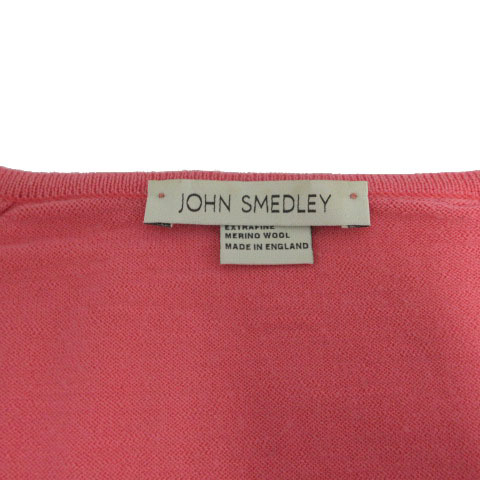 JOHN SMEDLEY
EXTRAFINE
MERINO WOOL
MADE IN ENGLAND